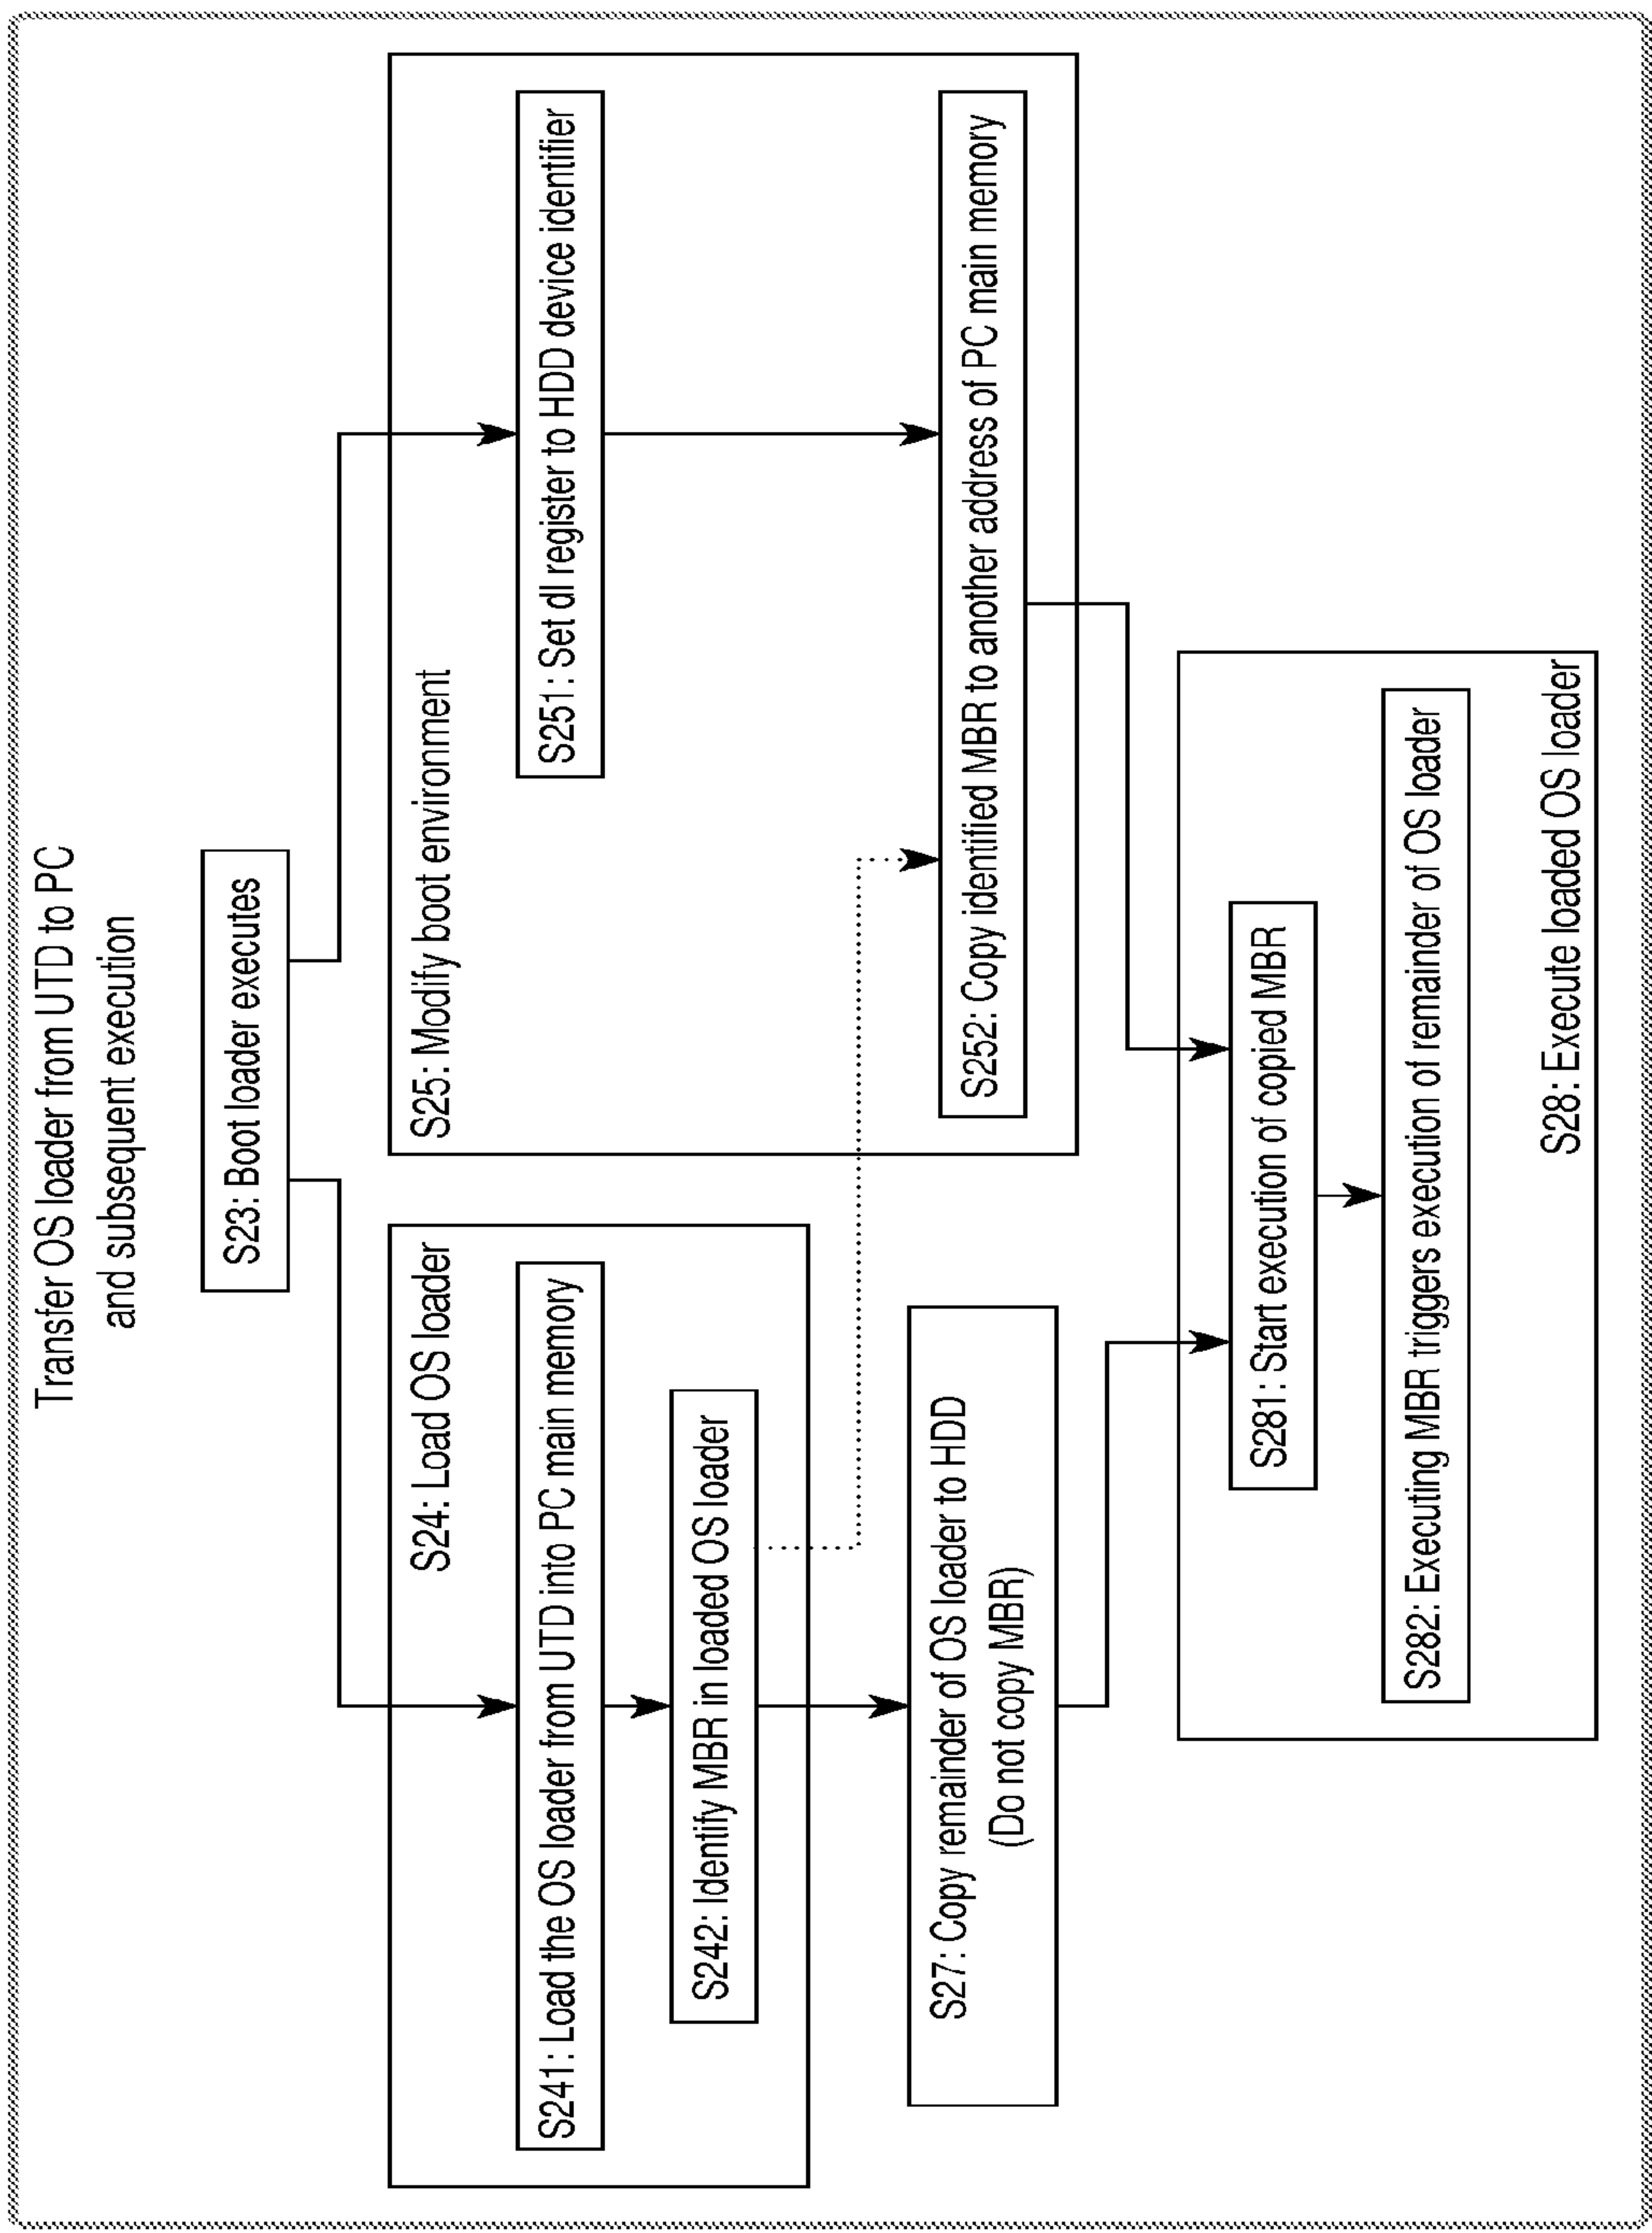 Transfer OS loader from UTD to PC
and subsequent execution
S23: Boot loader executes
S24: Load OS loader
S241: Load the OS loader from UTD into PC main memory
S242: Identify MBR in loaded OS loader
S25: Modify boot environment
S251: Set dl register to HDD device identifier
S252: Copy identified MBR to another address of PC main memory
S27: Copy remainder of OS loader to HDD
(Do not copy MBR)
S281: Start execution of copied MBR
S282: Executing MBR triggers execution of remainder of OS loader
S28: Execute loaded OS loader